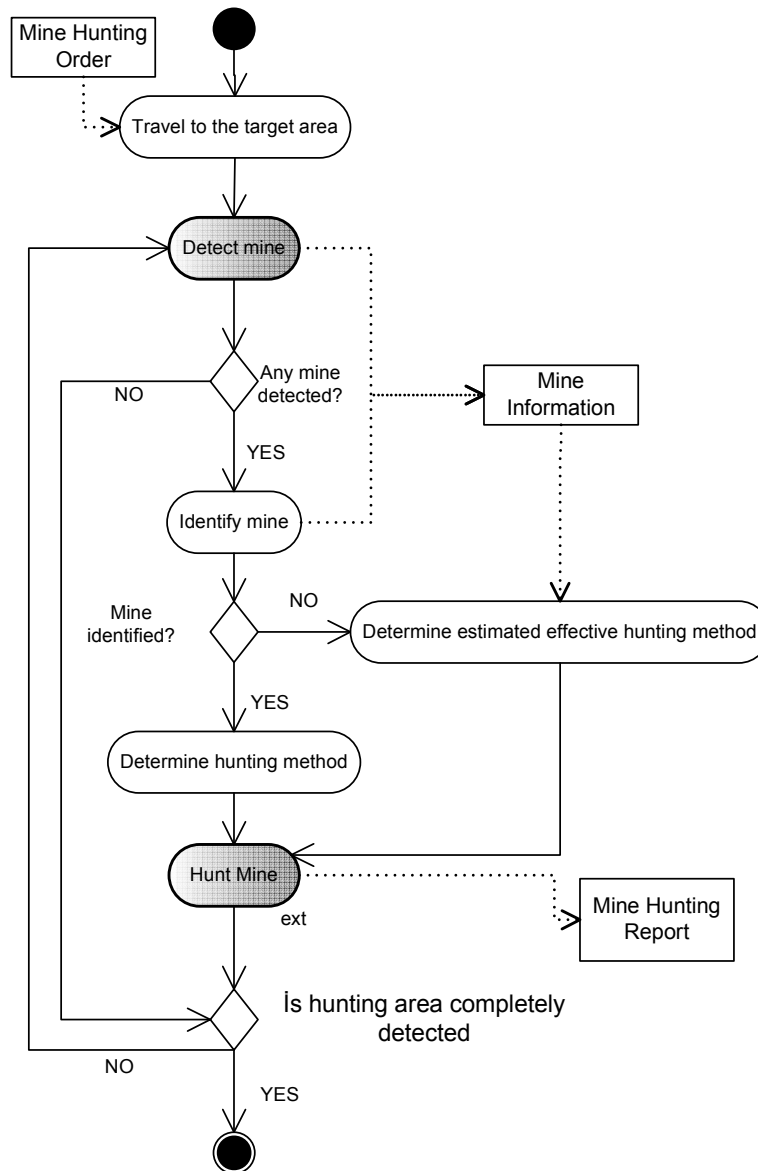 Mine Hunting
Order
Travel to the target area
Detect mine
Any mine
detected?
NO
YES
Mine
Information
Identify mine
Mine
identified?
NO
Determine estimated effective hunting method
YES
Determine hunting method
Hunt Mine
ext
Mine Hunting
Report
İs hunting area completely
detected
NO
YES